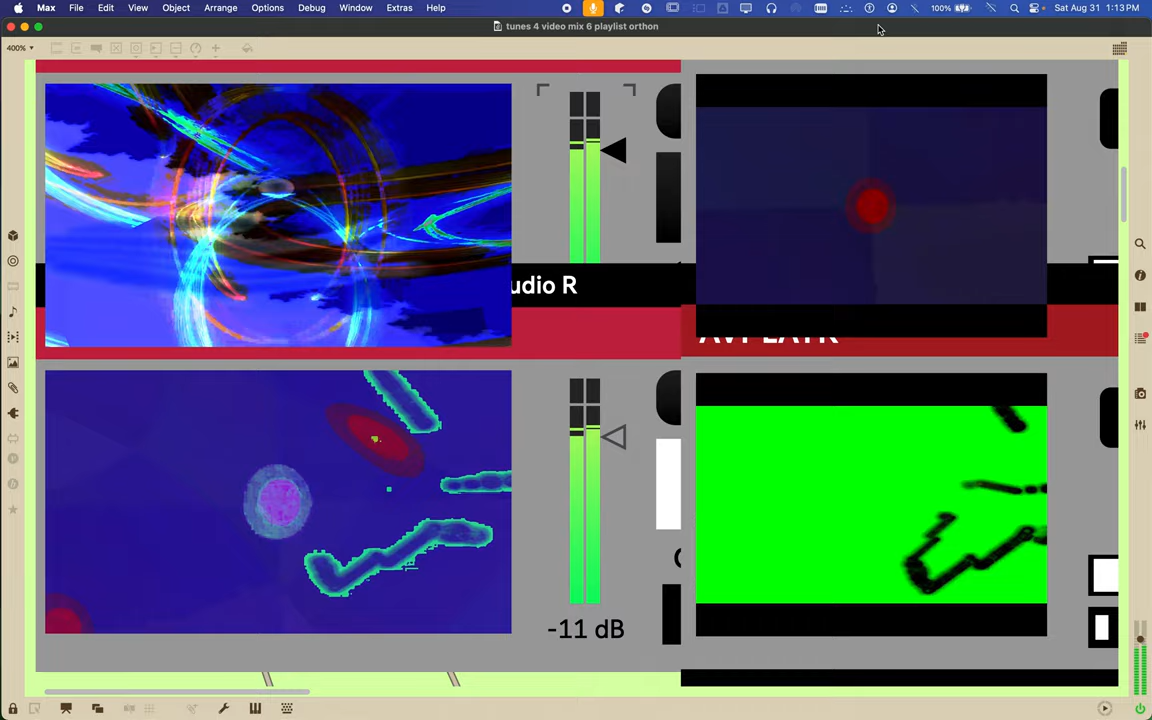 Max File Edit View Object Arrange Options Debug Window Extras Help 100% Sat Aug 31 1:13 PM
tunes 4 video mix 6 playlist orthon
400%
udio R
-11 dB